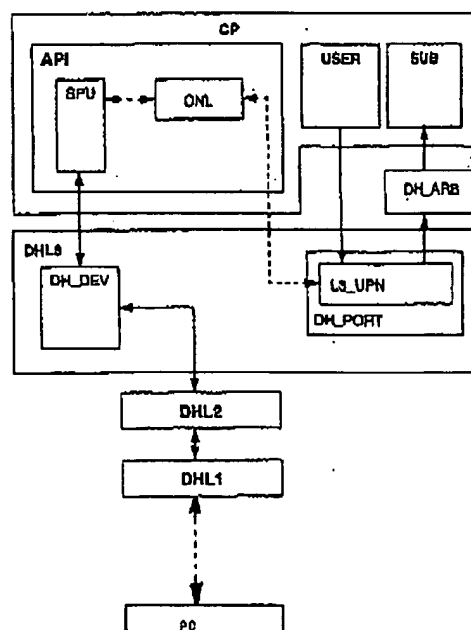 CP
API
USER
SUB
SPU
ONL
DH_ARB
DHL3
DH_DEV
L3_UPN
DH_PORT
DHL2
DHL1
PC